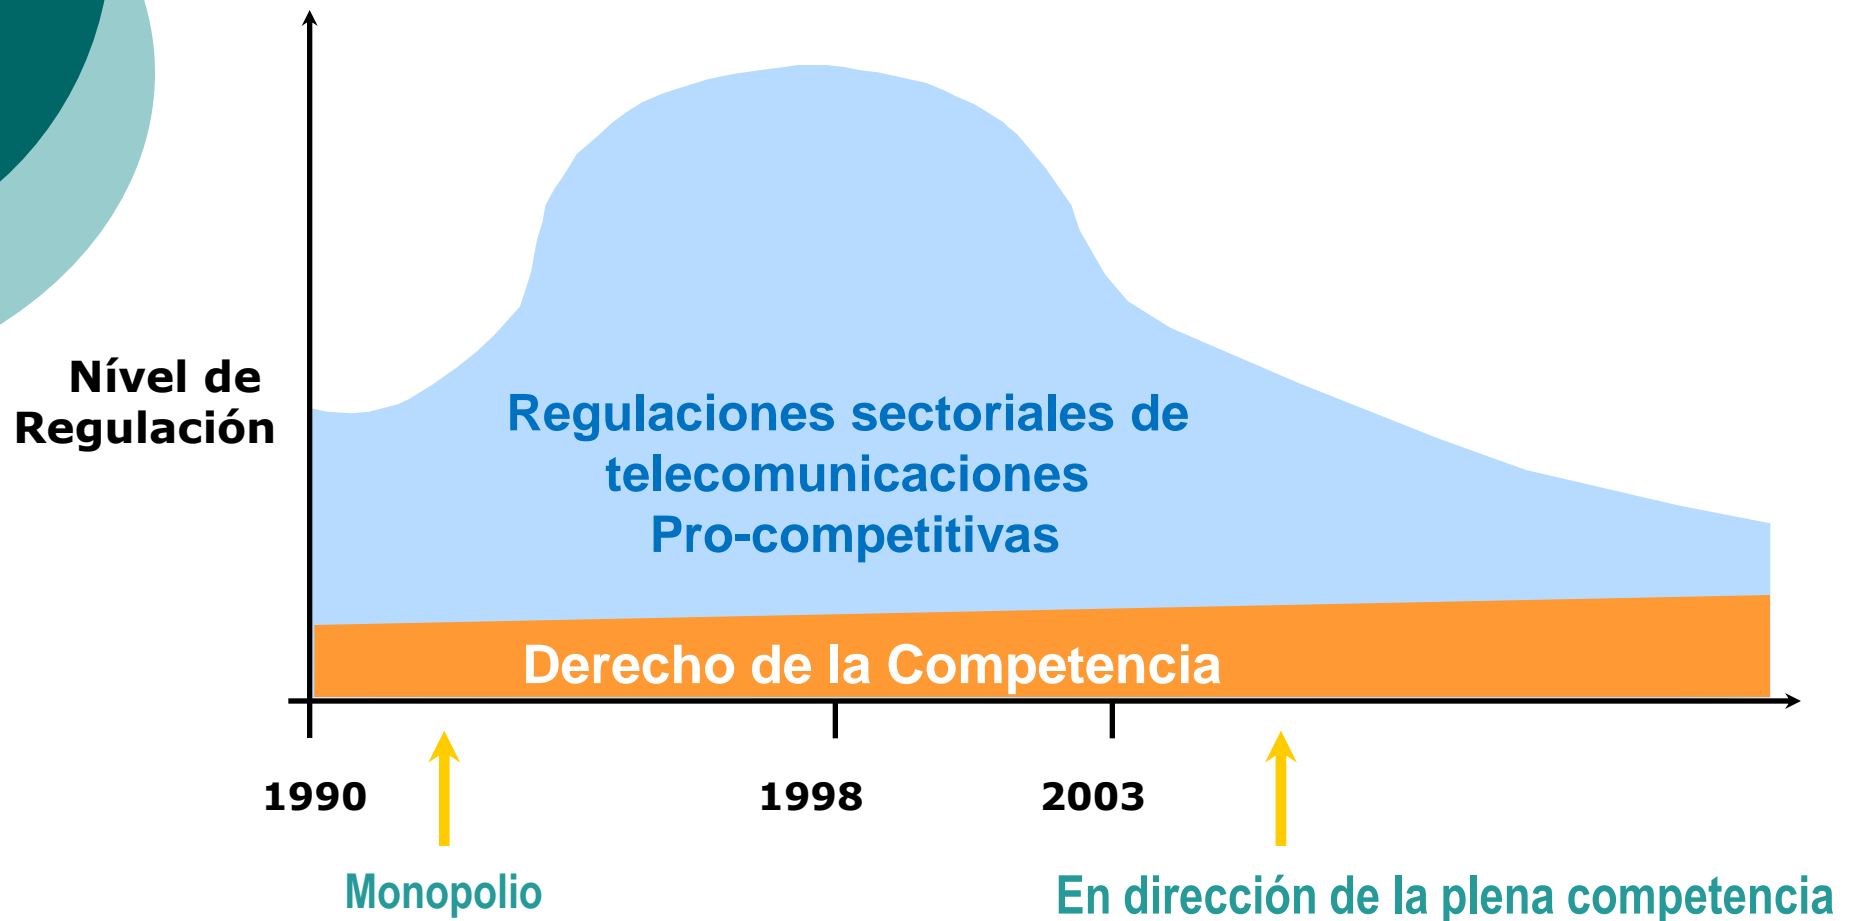 Nível de
Regulación
Regulaciones sectoriales de
telecomunicaciones
Pro-competitivas
Derecho de la Competencia
1990
1998
2003
Monopolio
En dirección de la plena competencia